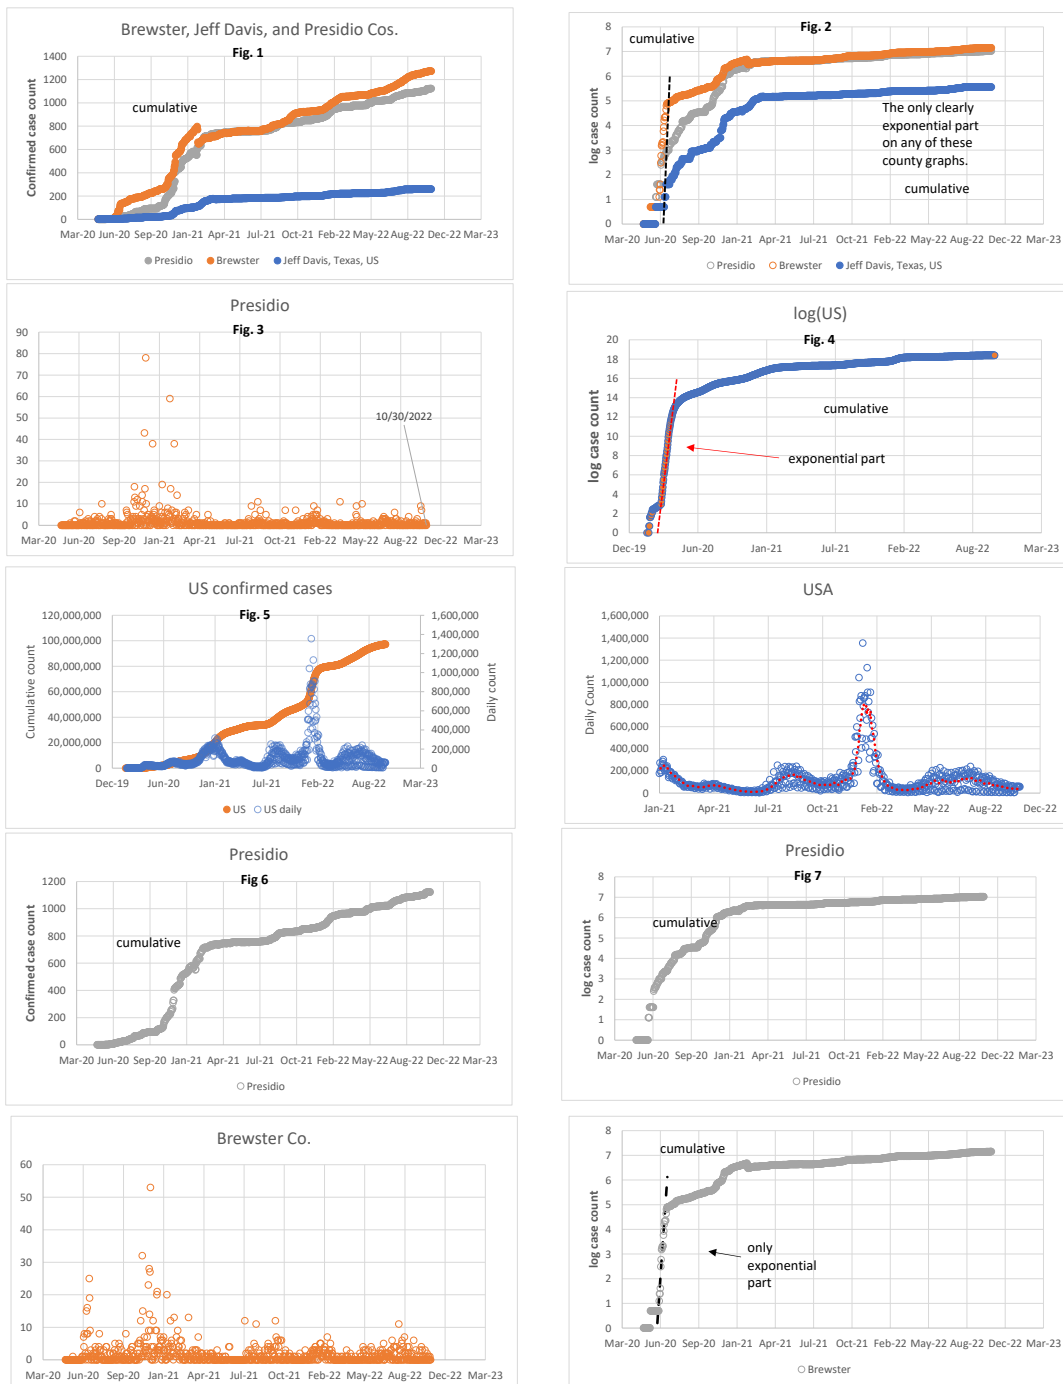 Brewster, Jeff Davis, and Presidio Cos.
Fig. 1
1400
1200
1000
800
600
400
200
0
Confirmed case count
cumulative
Mar-20 Jun-20 Sep-20 Jan-21 Apr-21 Jul-21 Oct-21 Feb-22 May-22 Aug-22 Dec-22 Mar-23
Presidio Brewster Jeff Davis, Texas, US
Fig. 2
cumulative
8
7
6
5
4
3
2
1
0
log case count
The only clearly
exponential part
on any of these
county graphs.
cumulative
Mar-20 Jun-20 Sep-20 Jan-21 Apr-21 Jul-21 Oct-21 Feb-22 May-22 Aug-22 Dec-22 Mar-23
Presidio Brewster Jeff Davis, Texas, US
Presidio
Fig. 3
90
80
70
60
50
40
30
20
10
0
10/30/2022
Mar-20 Jun-20 Sep-20 Jan-21 Apr-21 Jul-21 Oct-21 Feb-22 May-22 Aug-22 Dec-22 Mar-23
log(US)
Fig. 4
20
18
16
14
12
10
8
6
4
2
0
log case count
cumulative
exponential part
Dec-19 Jun-20 Jan-21 Jul-21 Feb-22 Aug-22 Mar-23
US confirmed cases
Fig. 5
120,000,000
100,000,000
80,000,000
60,000,000
40,000,000
20,000,000
0
Cumulative count
1,600,000
1,400,000
1,200,000
1,000,000
800,000
600,000
400,000
200,000
0
Daily count
Dec-19 Jun-20 Jan-21 Jul-21 Feb-22 Aug-22 Mar-23
US US daily
USA
1,600,000
1,400,000
1,200,000
1,000,000
800,000
600,000
400,000
200,000
0
Daily Count
Jan-21 Apr-21 Jul-21 Oct-21 Feb-22 May-22 Aug-22 Dec-22
Presidio
Fig 6
1200
1000
800
600
400
200
0
Confirmed case count
cumulative
Mar-20 Jun-20 Sep-20 Jan-21 Apr-21 Jul-21 Oct-21 Feb-22 May-22 Aug-22 Dec-22 Mar-23
Presidio
Presidio
Fig 7
8
7
6
5
4
3
2
1
0
log case count
cumulative
Mar-20 Jun-20 Sep-20 Jan-21 Apr-21 Jul-21 Oct-21 Feb-22 May-22 Aug-22 Dec-22 Mar-23
Presidio
Brewster Co.
60
50
40
30
20
10
0
Mar-20 Jun-20 Sep-20 Jan-21 Apr-21 Jul-21 Oct-21 Feb-22 May-22 Aug-22 Dec-22 Mar-23
8
7
6
5
4
3
2
1
0
log case count
cumulative
only
exponential
part
Mar-20 Jun-20 Sep-20 Jan-21 Apr-21 Jul-21 Oct-21 Feb-22 May-22 Aug-22 Dec-22 Mar-23
Brewster